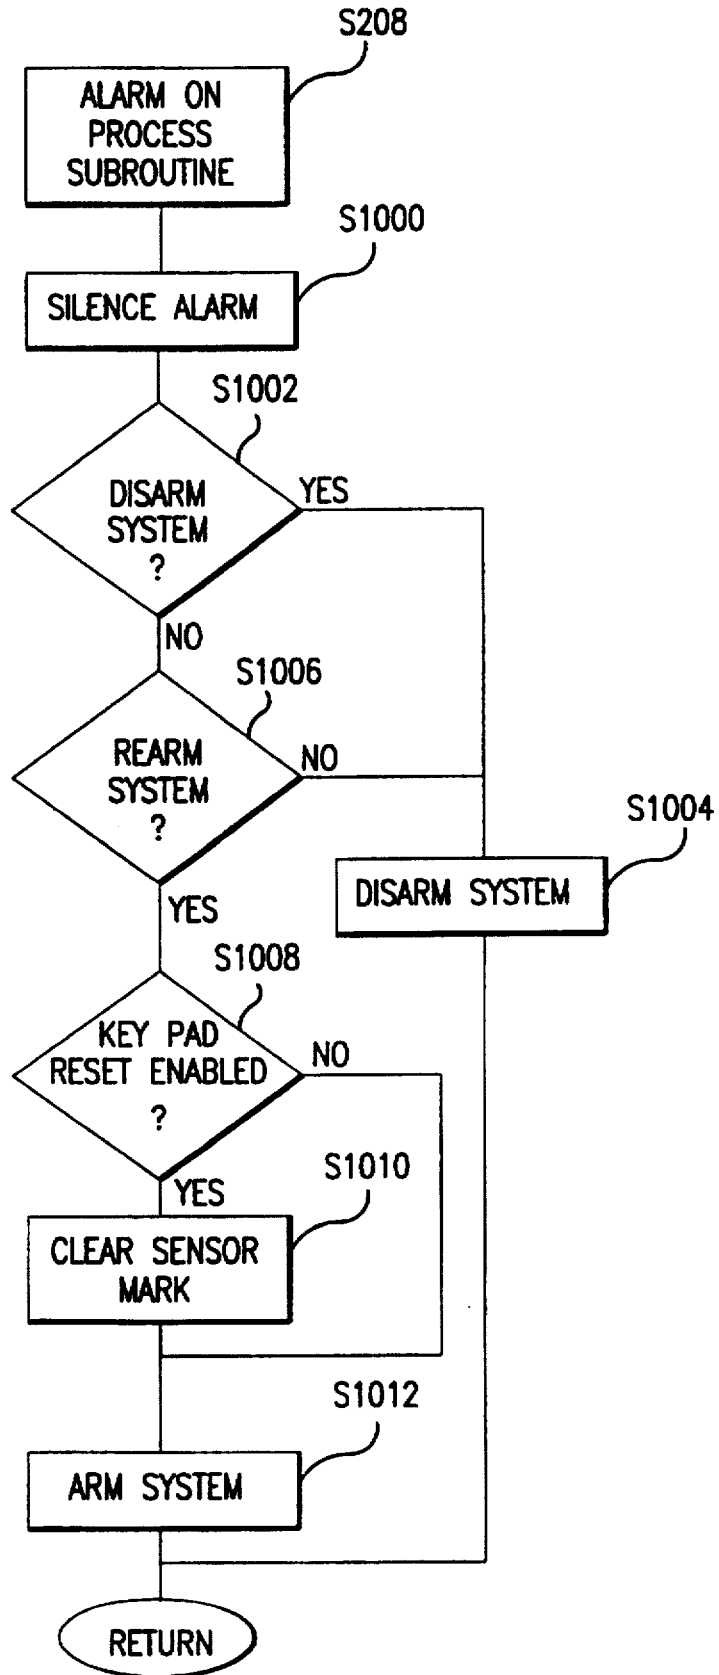 S208
ALARM ON
PROCESS
SUBROUTINE
S1000
SILENCE ALARM
S1002
DISARM
SYSTEM
?
YES
NO
S1006
REARM
SYSTEM
?
NO
YES
S1004
DISARM SYSTEM
S1008
KEY PAD
RESET ENABLED
?
NO
YES
S1010
CLEAR SENSOR
MARK
S1012
ARM SYSTEM
RETURN